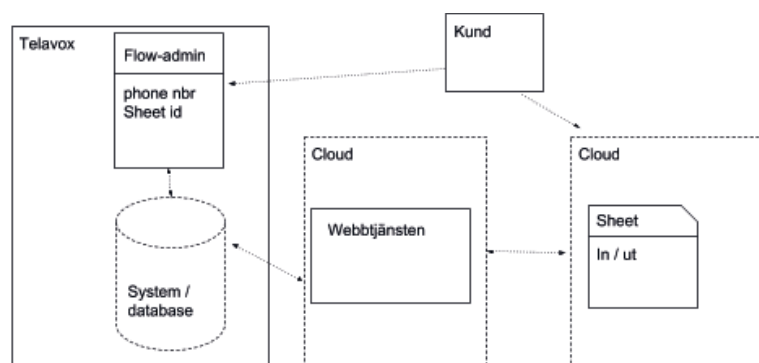 Telavox
Flow-admin
phone nbr
Sheet id
System /
database
Kund
Cloud
Webbtjänsten
Cloud
Sheet
In / ut